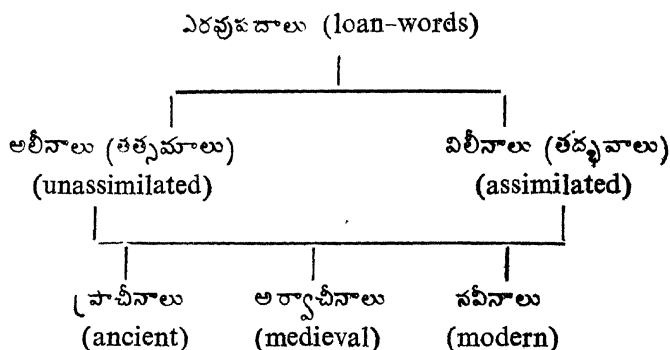 ఎరవుపదాలు (loan-words)
అలీనాలు (తత్సమాలు) విలీనాలు (తద్భవాలు)
(unassimilated) (assimilated)
ప్రాచీనాలు అర్వాచీనాలు నవీనాలు
(ancient) (medieval) (modern)